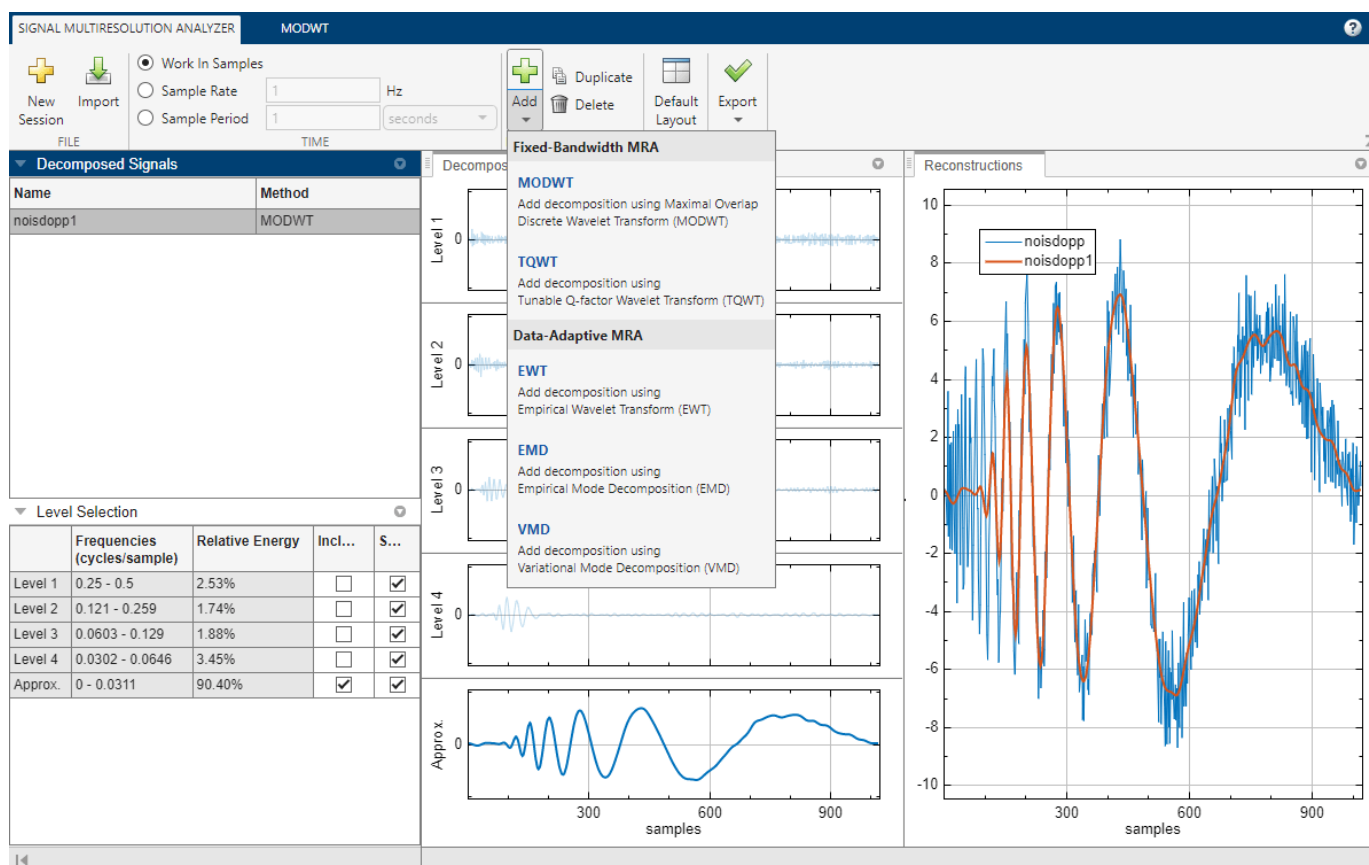 SIGNAL MULTIRESOLUTION ANALYZER MODWT ?
New
Session
Import
FILE
Work In Samples
Sample Rate 1 Hz
Sample Period 1 seconds
TIME
Add
Duplicate
Delete
Default
Layout
Export
Fixed-Bandwidth MRA
MODWT
Add decomposition using Maximal Overlap
Discrete Wavelet Transform (MODWT)
TQWT
Add decomposition using
Tunable Q-factor Wavelet Transform (TQWT)
Data-Adaptive MRA
EWT
Add decomposition using
Empirical Wavelet Transform (EWT)
EMD
Add decomposition using
Empirical Mode Decomposition (EMD)
VMD
Add decomposition using
Variational Mode Decomposition (VMD)
Decomposed Signals
Name Method
noisdopp1 MODWT
Level Selection
Frequencies
(cycles/sample)
Relative Energy Incl... S...
Level 1 0.25 - 0.5 2.53%
Level 2 0.121 - 0.259 1.74%
Level 3 0.0603 - 0.129 1.88%
Level 4 0.0302 - 0.0646 3.45%
Approx. 0 - 0.0311 90.40%
Decompos
Level 1 0
Level 2 0
Level 3 0
Level 4 0
Approx. 0
300 600 900
samples
Reconstructions
noisdopp
noisdopp1
10
8
6
4
2
0
-2
-4
-6
-8
-10
300 600 900
samples